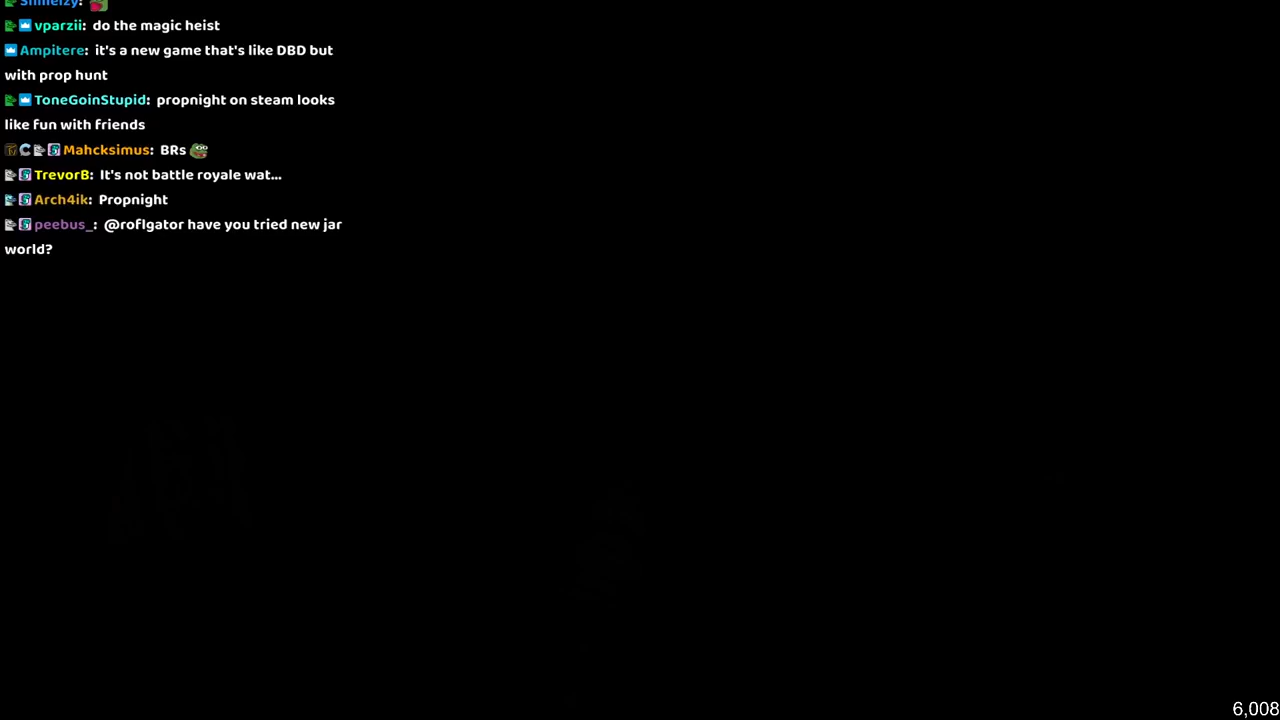 Slimeizy:
vparzii: do the magic heist
Ampitere: it's a new game that's like DBD but
with prop hunt
ToneGoinStupid: propnight on steam looks
like fun with friends
Mahcksimus: BRs
TrevorB: It's not battle royale wat...
Arch4ik: Propnight
peebus_: @roflgator have you tried new jar
world?
6,008